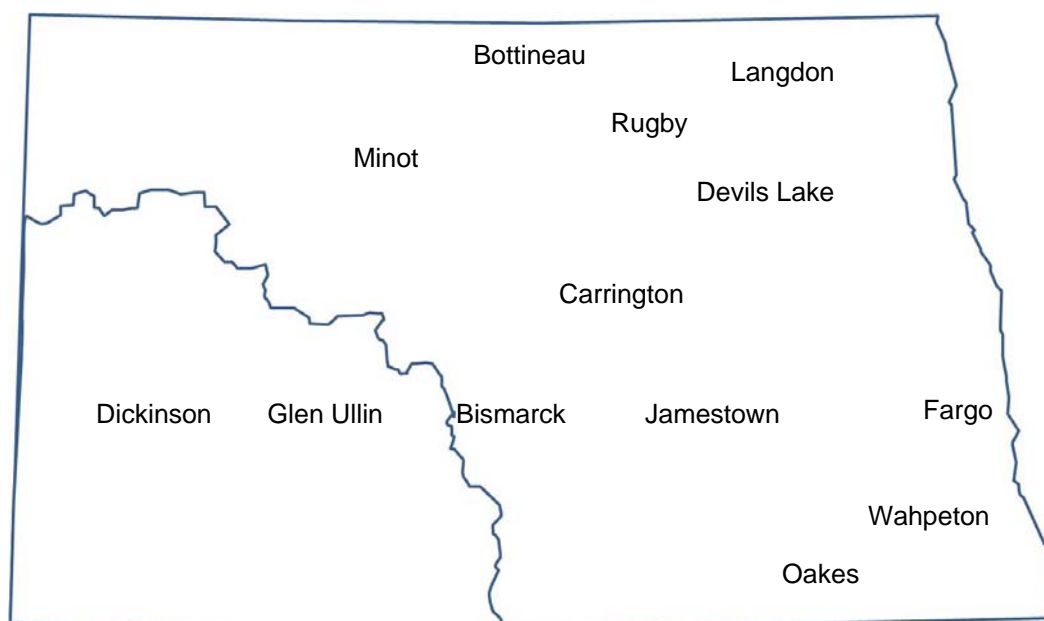 Bottineau
Langdon
Rugby
Minot
Devils Lake
Carrington
Dickinson
Glen Ullin
Bismarck
Jamestown
Fargo
Wahpeton
Oakes